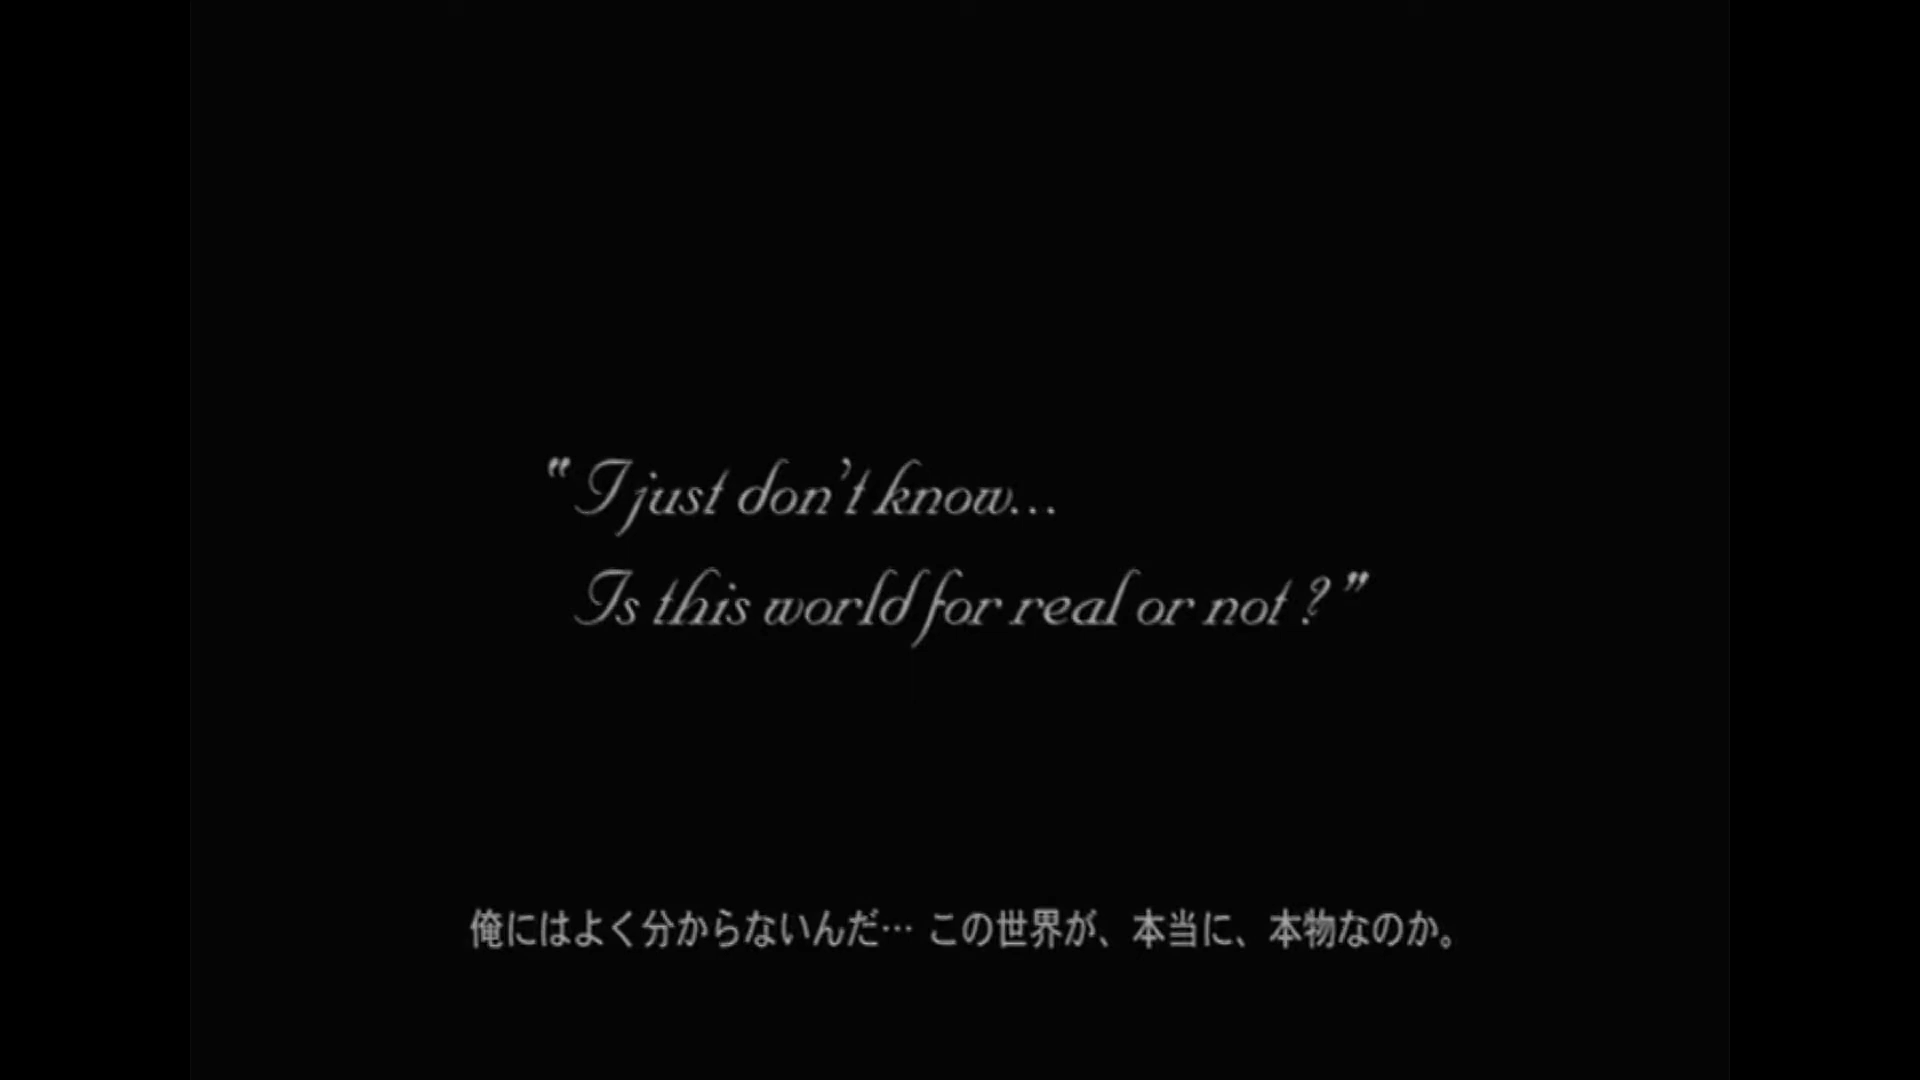 "I just don't know...
Is this world for real or not?"
俺にはよく分からないんだ… この世界が、本当に、本物なのか。